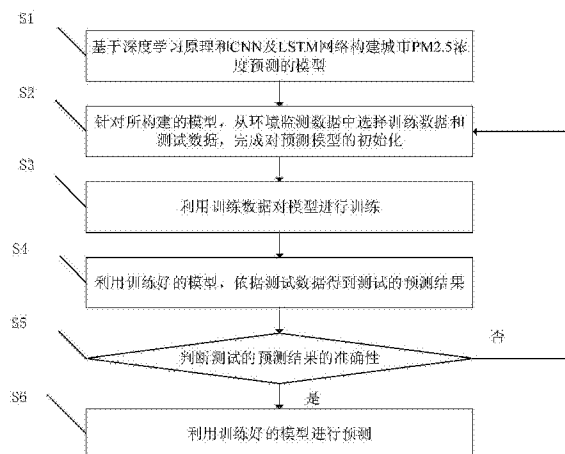 S1
基于深度学习原理和CNN及LSTM网络构建城市PM2.5浓
度预测的模型
S2
针对所构建的模型，从环境监测数据中选择训练数据和
测试数据，完成对预测模型的初始化
S3
利用训练数据对模型进行训练
S4
利用训练好的模型，依据测试数据得到测试的预测结果
S5
判断测试的预测结果的准确性
否
是
S6
利用训练好的模型进行预测